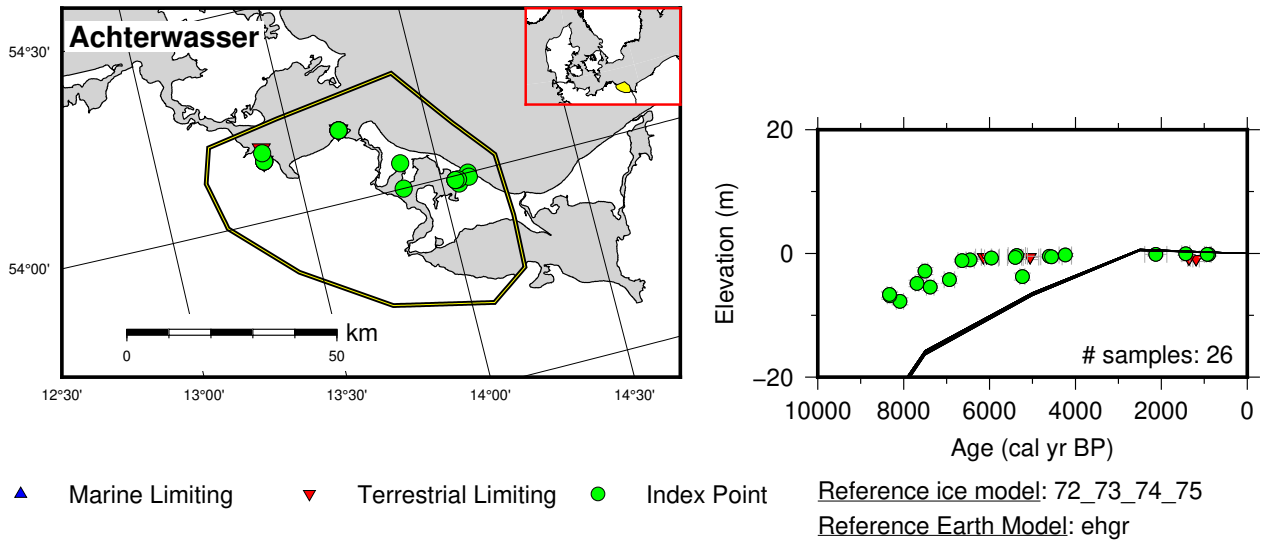 Achterwasser
54°30'
54°00'
km
0 50
12°30' 13°00' 13°30' 14°00' 14°30'
20
0
−20
Elevation (m)
# samples: 26
10000 8000 6000 4000 2000 0
Age (cal yr BP)
Marine Limiting Terrestrial Limiting Index Point
Reference ice model: 72_73_74_75
Reference Earth Model: ehgr